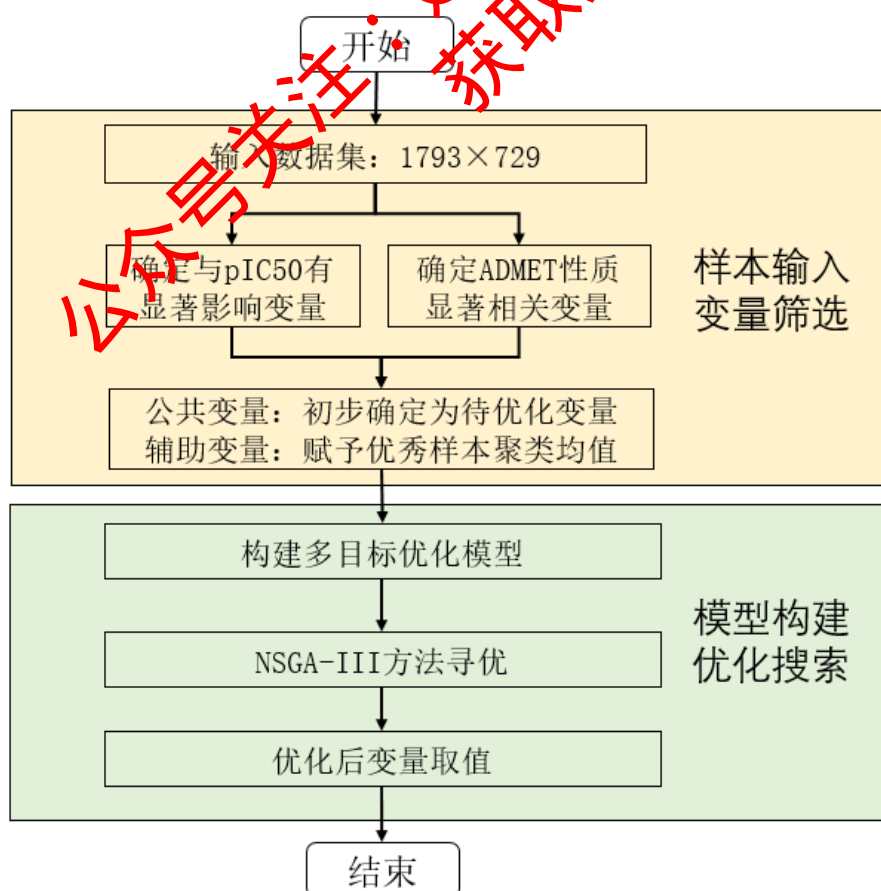 开始
输入数据集：1793×729
确定与pIC50有
显著影响变量
确定ADMET性质
显著相关变量
样本输入
变量筛选
公共变量：初步确定为待优化变量
辅助变量：赋予优秀样本聚类均值
构建多目标优化模型
NSGA-III方法寻优
优化后变量取值
模型构建
优化搜索
结束
公众号关注：
获取